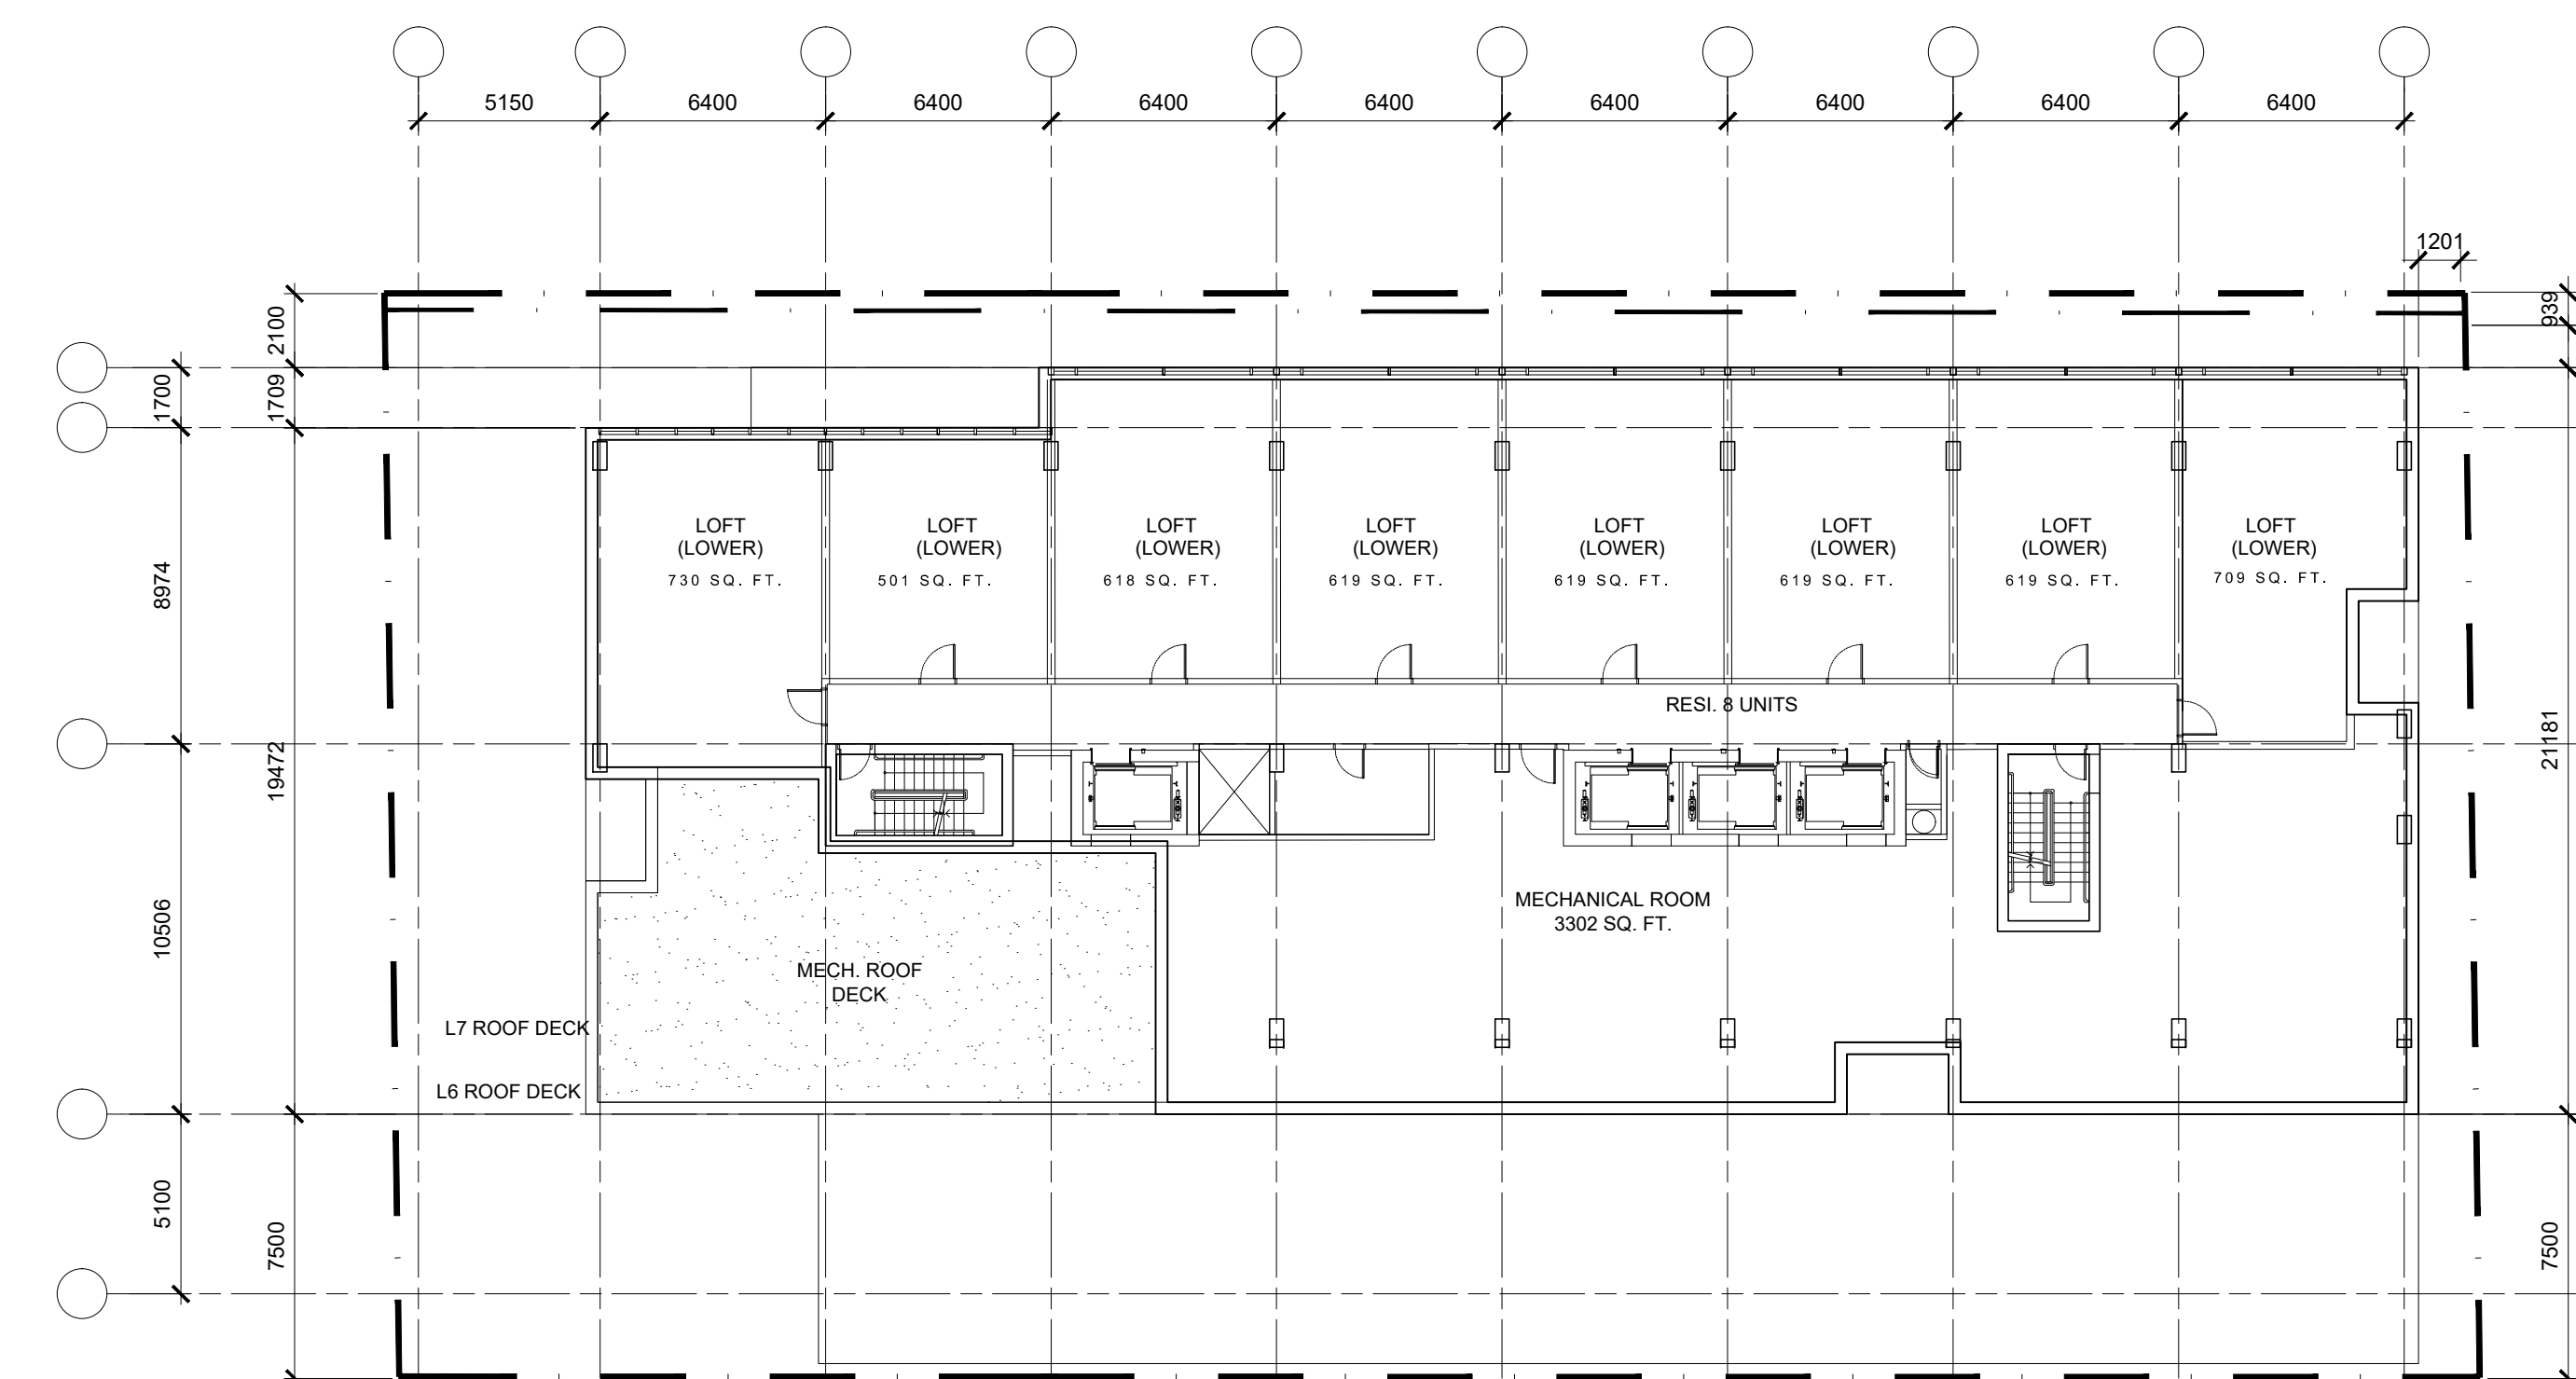 5150
6400
6400
6400
6400
6400
6400
6400
6400
1201
939
2100
1709
1700
8974
19472
10506
5100
7500
21181
7500
LOFT
(LOWER)
730 SQ. FT.
LOFT
(LOWER)
501 SQ. FT.
LOFT
(LOWER)
618 SQ. FT.
LOFT
(LOWER)
619 SQ. FT.
LOFT
(LOWER)
619 SQ. FT.
LOFT
(LOWER)
619 SQ. FT.
LOFT
(LOWER)
619 SQ. FT.
LOFT
(LOWER)
709 SQ. FT.
RESI. 8 UNITS
MECHANICAL ROOM
3302 SQ. FT.
MECH. ROOF
DECK
L7 ROOF DECK
L6 ROOF DECK